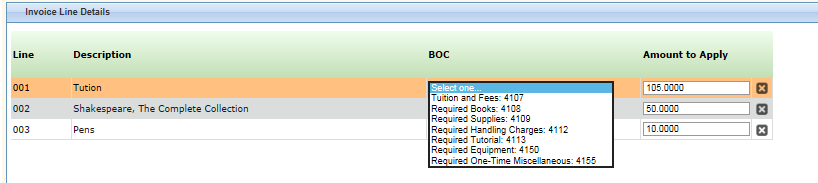 Invoice Line Details
Line Description BOC Amount to Apply
001 Tution Select one... 105.0000
Tuition and Fees: 4107
002 Shakespeare, The Complete Collection Required Books: 4108 50.0000
Required Supplies: 4109
003 Pens Required Handling Charges: 4112 10.0000
Required Tutorial: 4113
Required Equipment: 4150
Required One-Time Miscellaneous: 4155